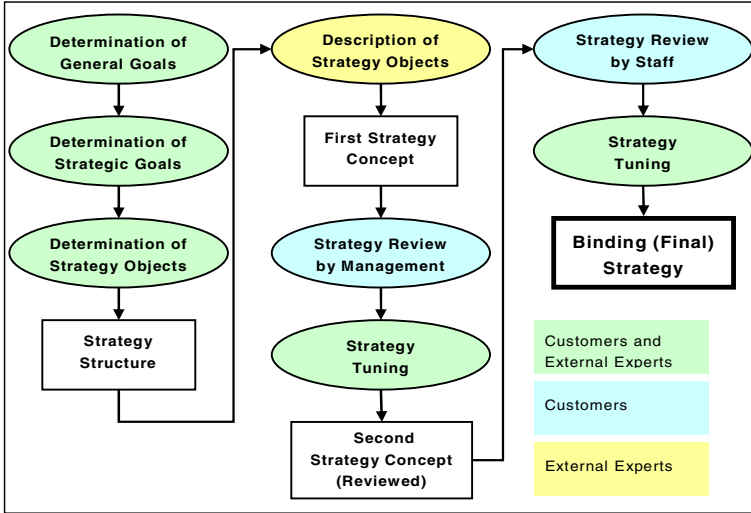 Determination of
General Goals
Determination of
Strategic Goals
Determination of
Strategy Objects
Strategy
Structure
Description of
Strategy Objects
First Strategy
Concept
Strategy Review
by Management
Strategy
Tuning
Second
Strategy Concept
(Reviewed)
Strategy Review
by Staff
Strategy
Tuning
Binding (Final)
Strategy
Customers and
External Experts
Customers
External Experts